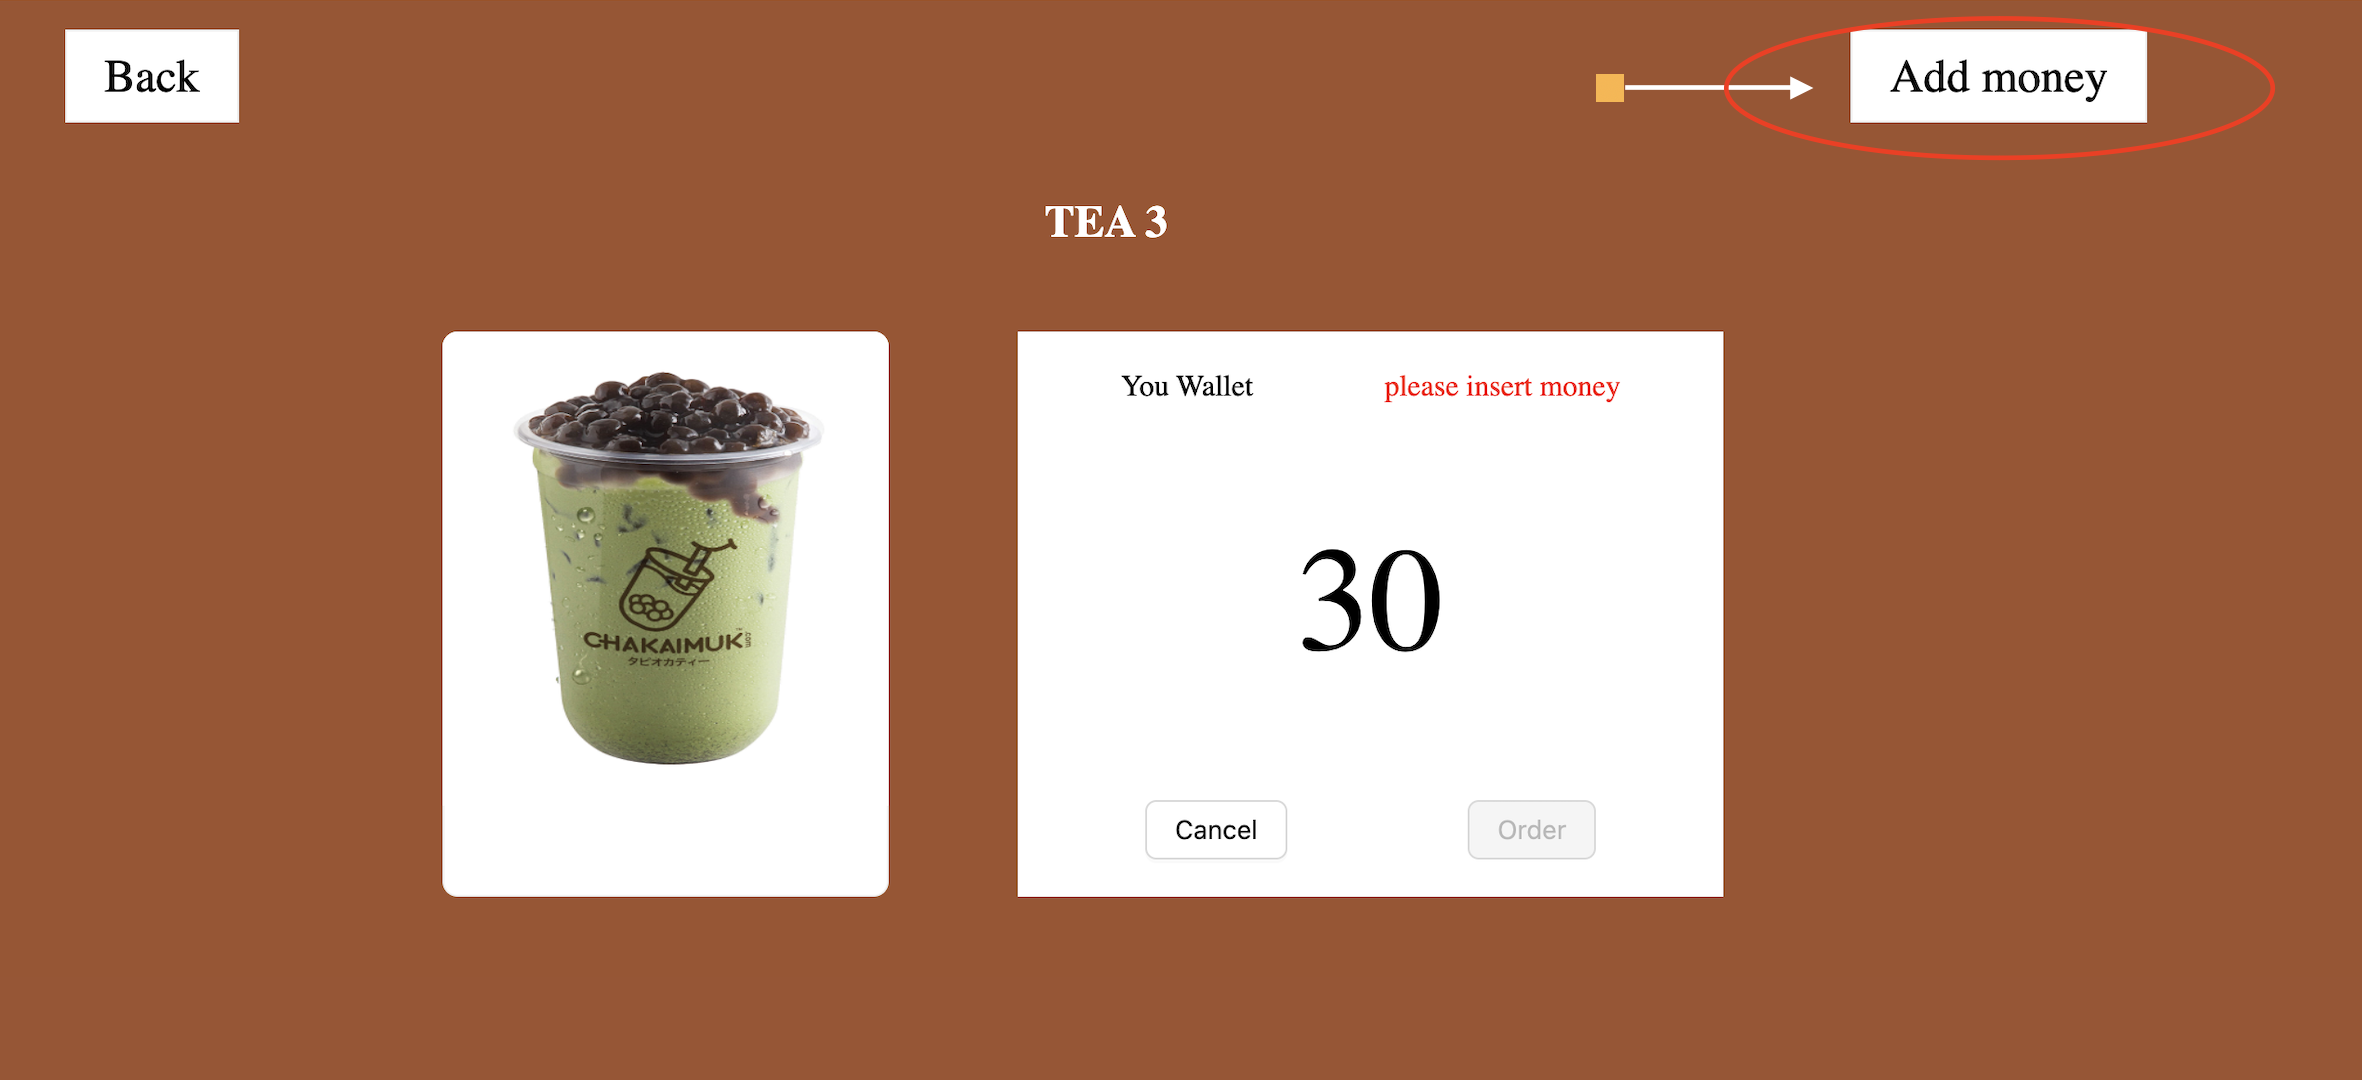 Back
Add money
TEA 3
You Wallet
please insert money
30
CHAKAIMUK
.com
タピオカティー
Cancel
Order